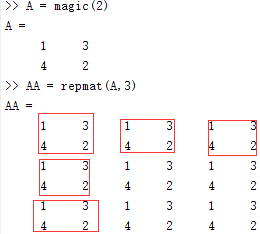 >> A = magic(2)
A =
1 3
4 2
>> AA = repmat(A,3)
AA =
1 3 1 3 1 3
4 2 4 2 4 2
1 3 1 3 1 3
4 2 4 2 4 2
1 3 1 3 1 3
4 2 4 2 4 2